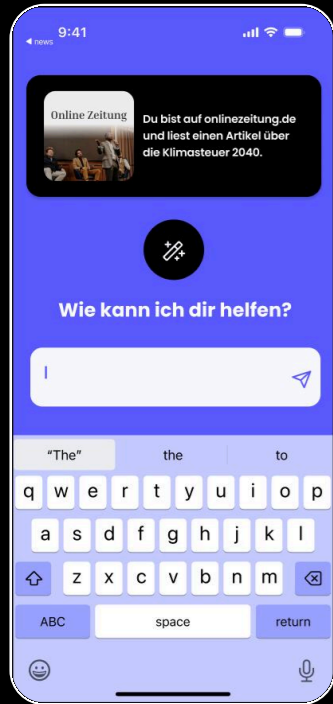 9:41
news
Online Zeitung
Du bist auf onlinezeitung.de
und liest einen Artikel über
die Klimasteuer 2040.
Wie kann ich dir helfen?
“The”
the
to
q w e r t y u i o p
a s d f g h j k l
z x c v b n m
ABC
space
return